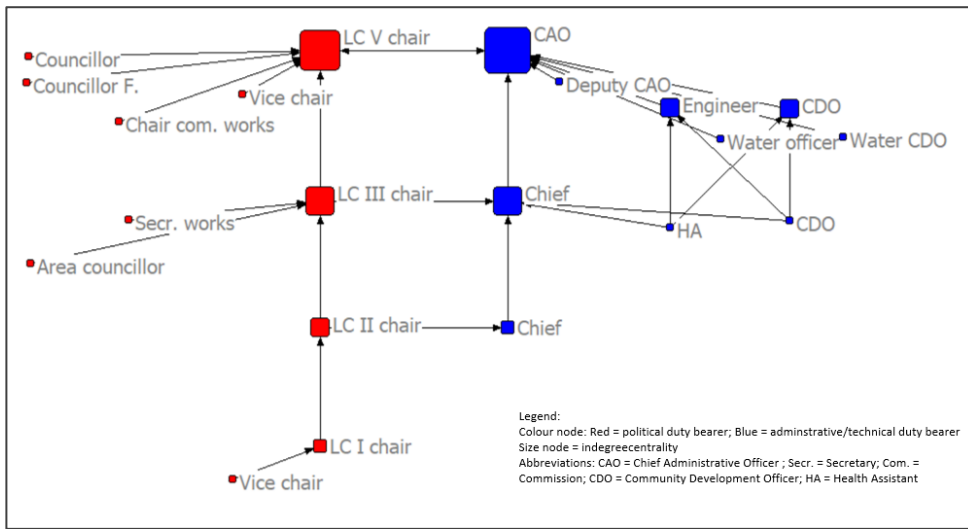 LC V chair
CAO
Councillor
Councillor F.
Vice chair
Chair com. works
Deputy CAO
Engineer
CDO
Water officer
Water CDO
LC III chair
Chief
Secr. works
Area councillor
HA
CDO
LC II chair
Chief
LC I chair
Vice chair
Legend:
Colour node: Red = political duty bearer; Blue = adminstrative/technical duty bearer
Size node = indegreecentrality
Abbreviations: CAO = Chief Administrative Officer ; Secr. = Secretary; Com. =
Commission; CDO = Community Development Officer; HA = Health Assistant